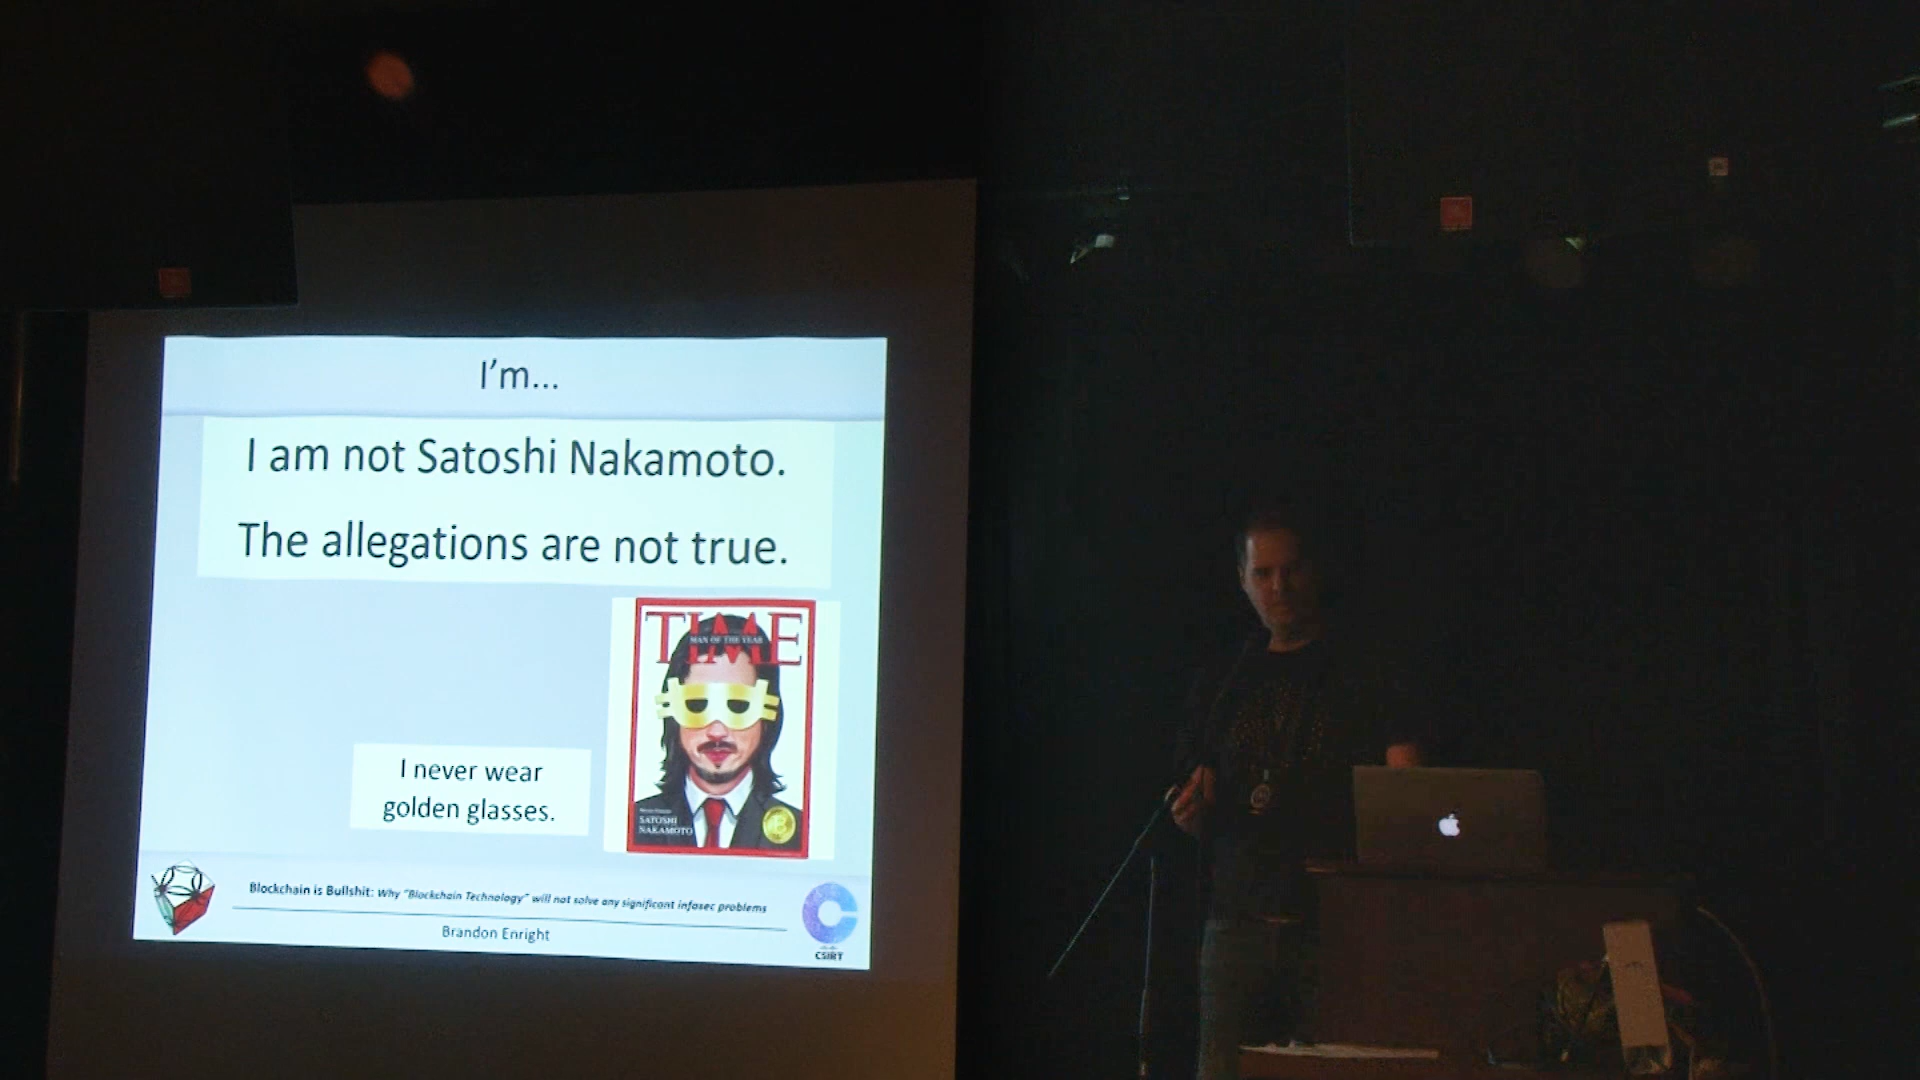 I'm...
I am not Satoshi Nakamoto.
The allegations are not true.
TIME
MAN OF THE YEAR
SATOSHI
NAKAMOTO
I never wear
golden glasses.
Blockchain is Bullshit: Why "Blockchain Technology" will not solve any significant infosec problems
Brandon Enright
CSIRT